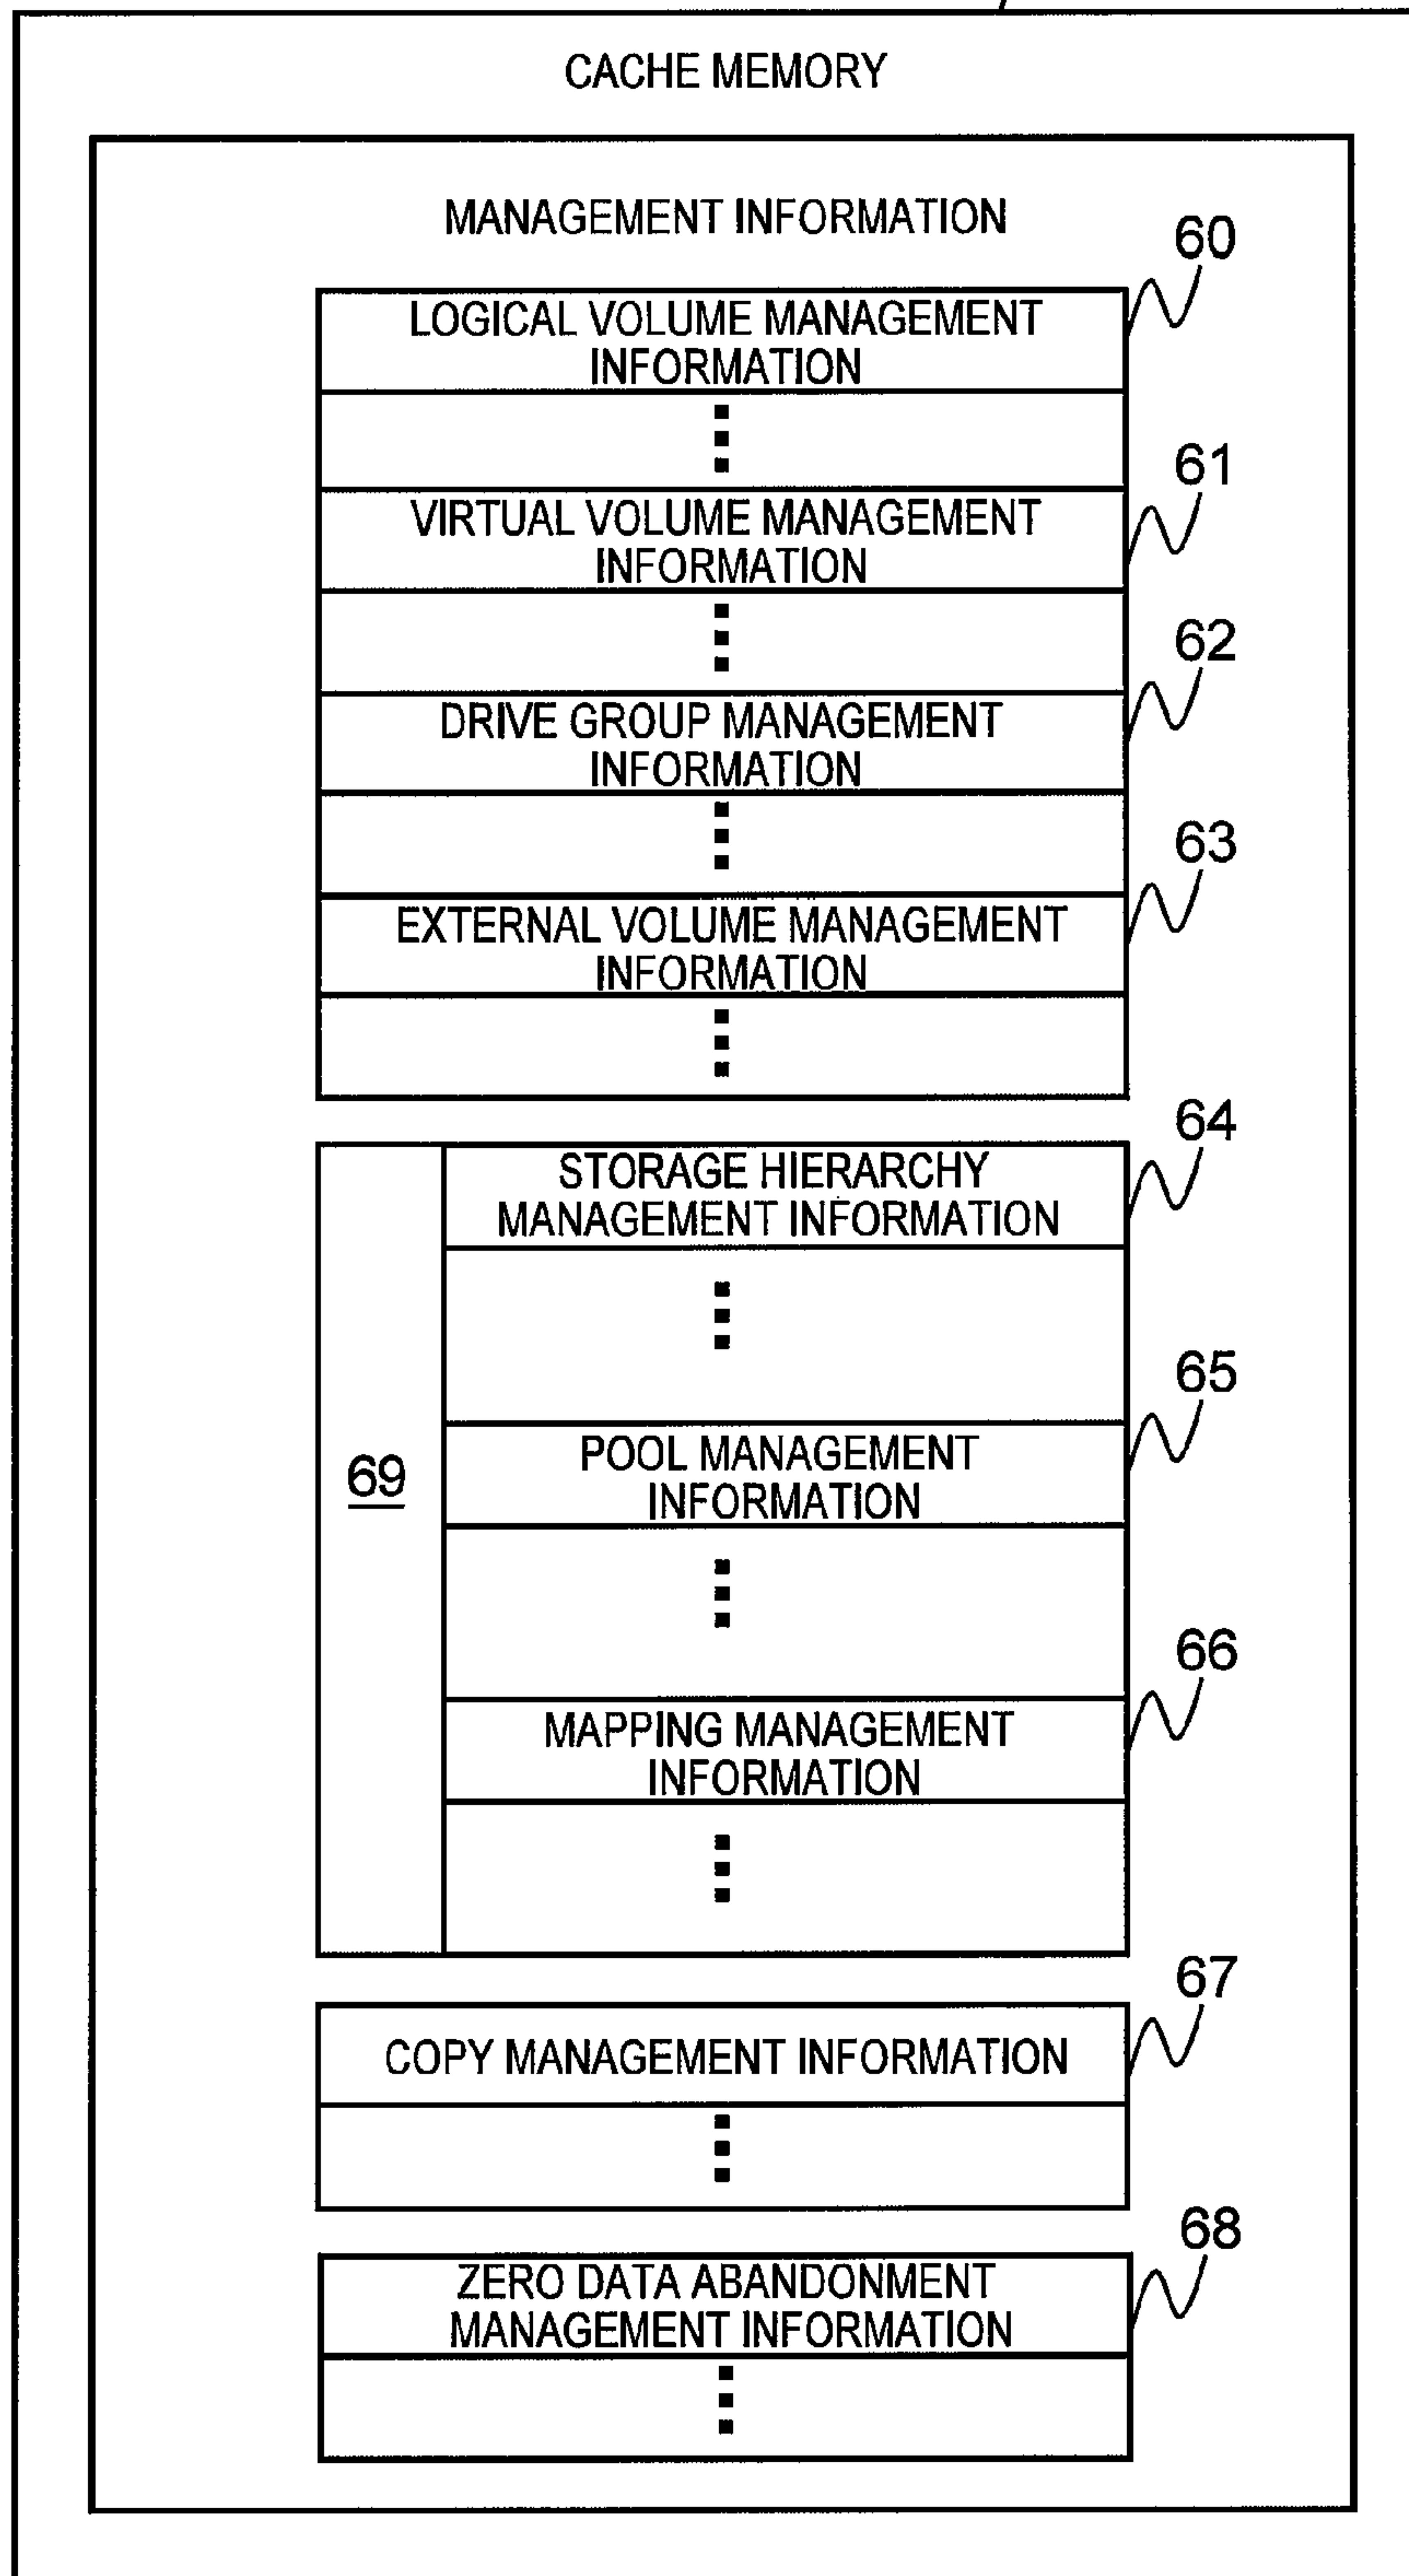 CACHE MEMORY
MANAGEMENT INFORMATION
60
LOGICAL VOLUME MANAGEMENT
INFORMATION
61
VIRTUAL VOLUME MANAGEMENT
INFORMATION
62
DRIVE GROUP MANAGEMENT
INFORMATION
63
EXTERNAL VOLUME MANAGEMENT
INFORMATION
64
STORAGE HIERARCHY
MANAGEMENT INFORMATION
65
POOL MANAGEMENT
INFORMATION
69
66
MAPPING MANAGEMENT
INFORMATION
67
COPY MANAGEMENT INFORMATION
68
ZERO DATA ABANDONMENT
MANAGEMENT INFORMATION